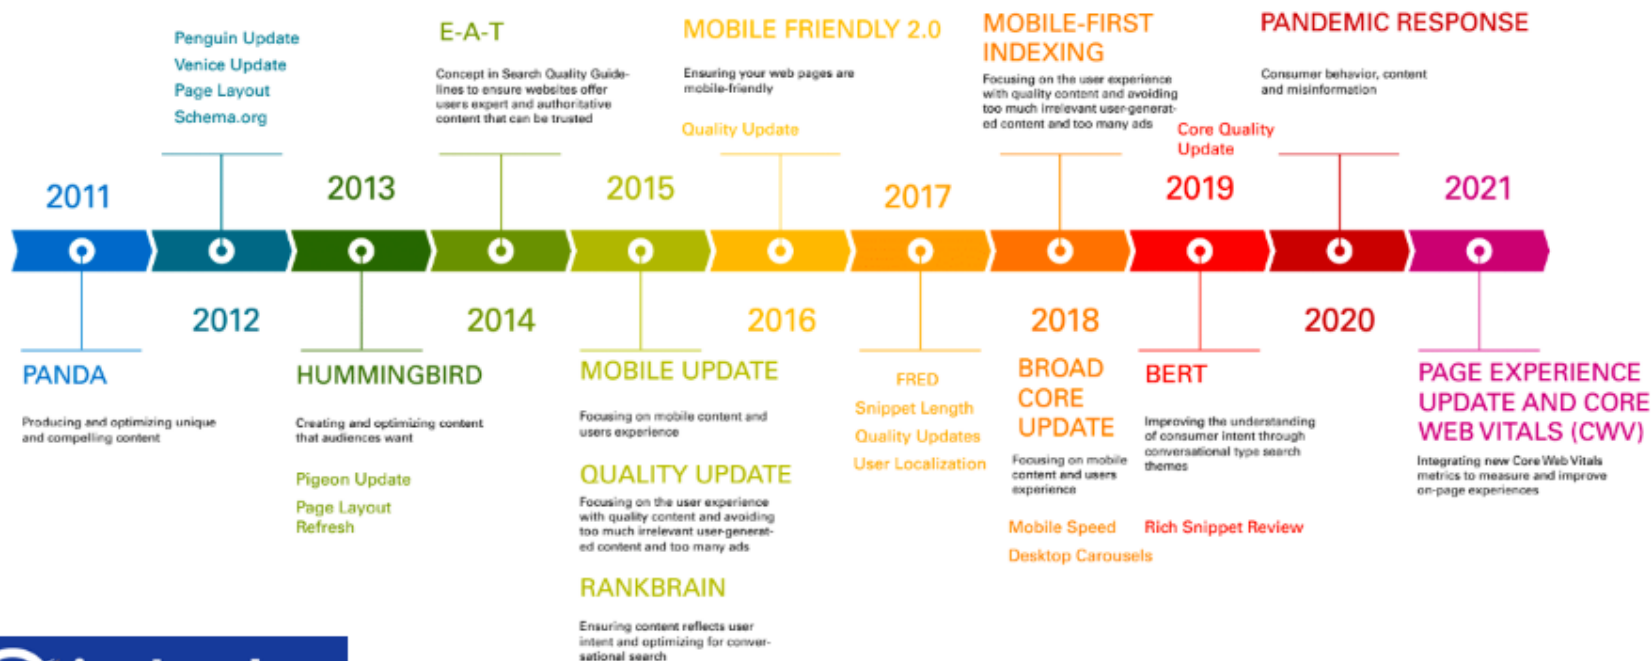 Penguin Update
Venice Update
Page Layout
Schema.org
E-A-T
Concept in Search Quality Guide-
lines to ensure websites offer
users expert and authoritative
content that can be trusted
MOBILE FRIENDLY 2.0
Ensuring your web pages are
mobile-friendly
Quality Update
MOBILE-FIRST
INDEXING
Focusing on the user experience
with quality content and avoiding
too much irrelevant user-generat-
ed content and too many ads
Core Quality
Update
PANDEMIC RESPONSE
Consumer behavior, content
and misinformation
2011
2013
2015
2017
2019
2021
2012
2014
2016
2018
2020
PANDA
Producing and optimizing unique
and compelling content
HUMMINGBIRD
Creating and optimizing content
that audiences want
Pigeon Update
Page Layout
Refresh
MOBILE UPDATE
Focusing on mobile content and
users experience
QUALITY UPDATE
Focusing on the user experience
with quality content and avoiding
too much irrelevant user-generat-
ed content and too many ads
RANKBRAIN
Ensuring content reflects user
intent and optimizing for conver-
sational search
FRED
Snippet Length
Quality Updates
User Localization
BROAD
CORE
UPDATE
Focusing on mobile
content and users
experience
Mobile Speed
Desktop Carousels
BERT
Improving the understanding
of consumer intent through
conversational type search
themes
Rich Snippet Review
PAGE EXPERIENCE
UPDATE AND CORE
WEB VITALS (CWV)
Integrating new Core Web Vitals
metrics to measure and improve
on-page experiences